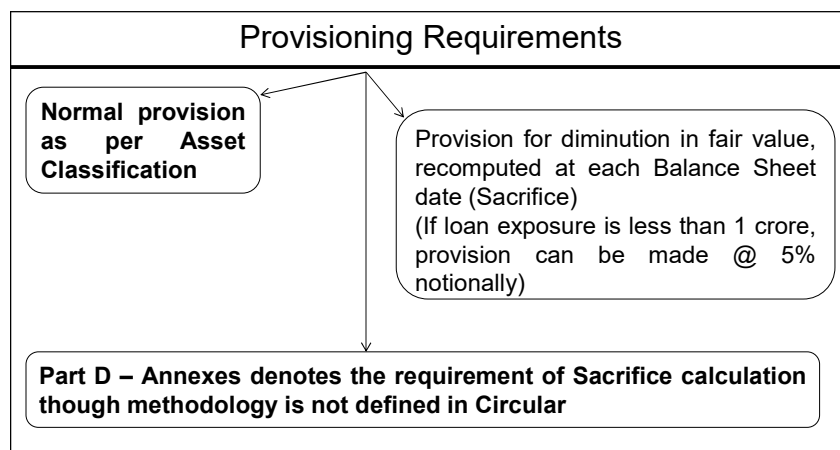 Provisioning Requirements
Normal provision
as per Asset
Classification
Provision for diminution in fair value,
recomputed at each Balance Sheet
date (Sacrifice)
(If loan exposure is less than 1 crore,
provision can be made @ 5%
notionally)
Part D – Annexes denotes the requirement of Sacrifice calculation
though methodology is not defined in Circular